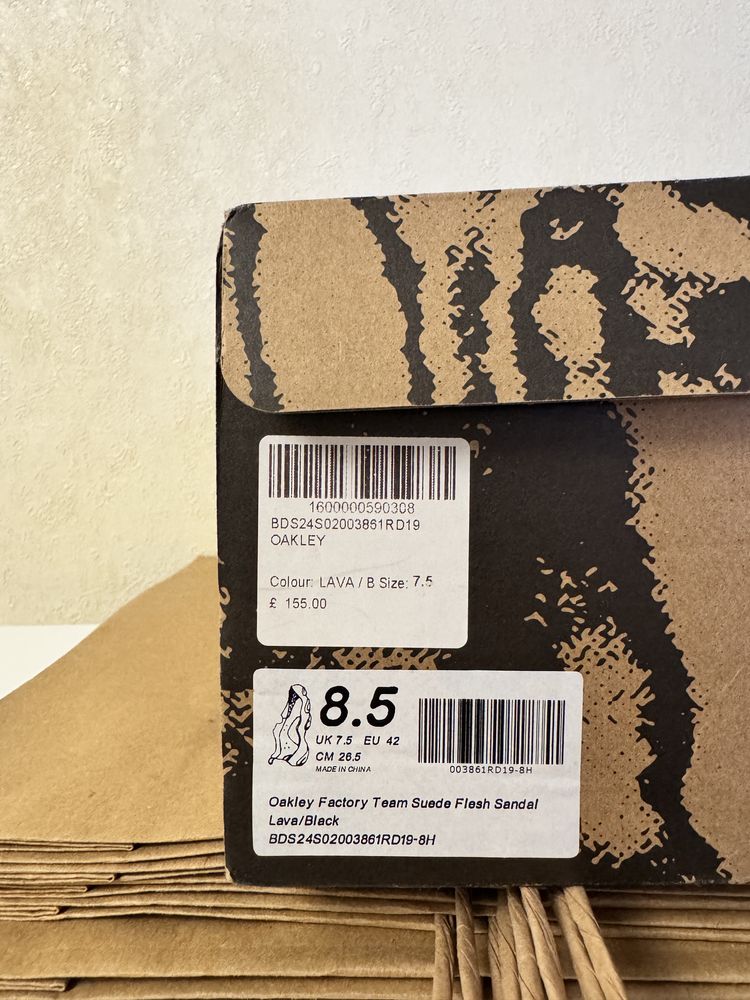 1600000590308
BDS24S02003861RD19
OAKLEY
Colour: LAVA / B Size: 7.5
£ 155.00
8.5
UK 7.5 EU 42
CM 26.5
MADE IN CHINA
003861RD19-8H
Oakley Factory Team Suede Flesh Sandal
Lava/Black
BDS24S02003861RD19-8H